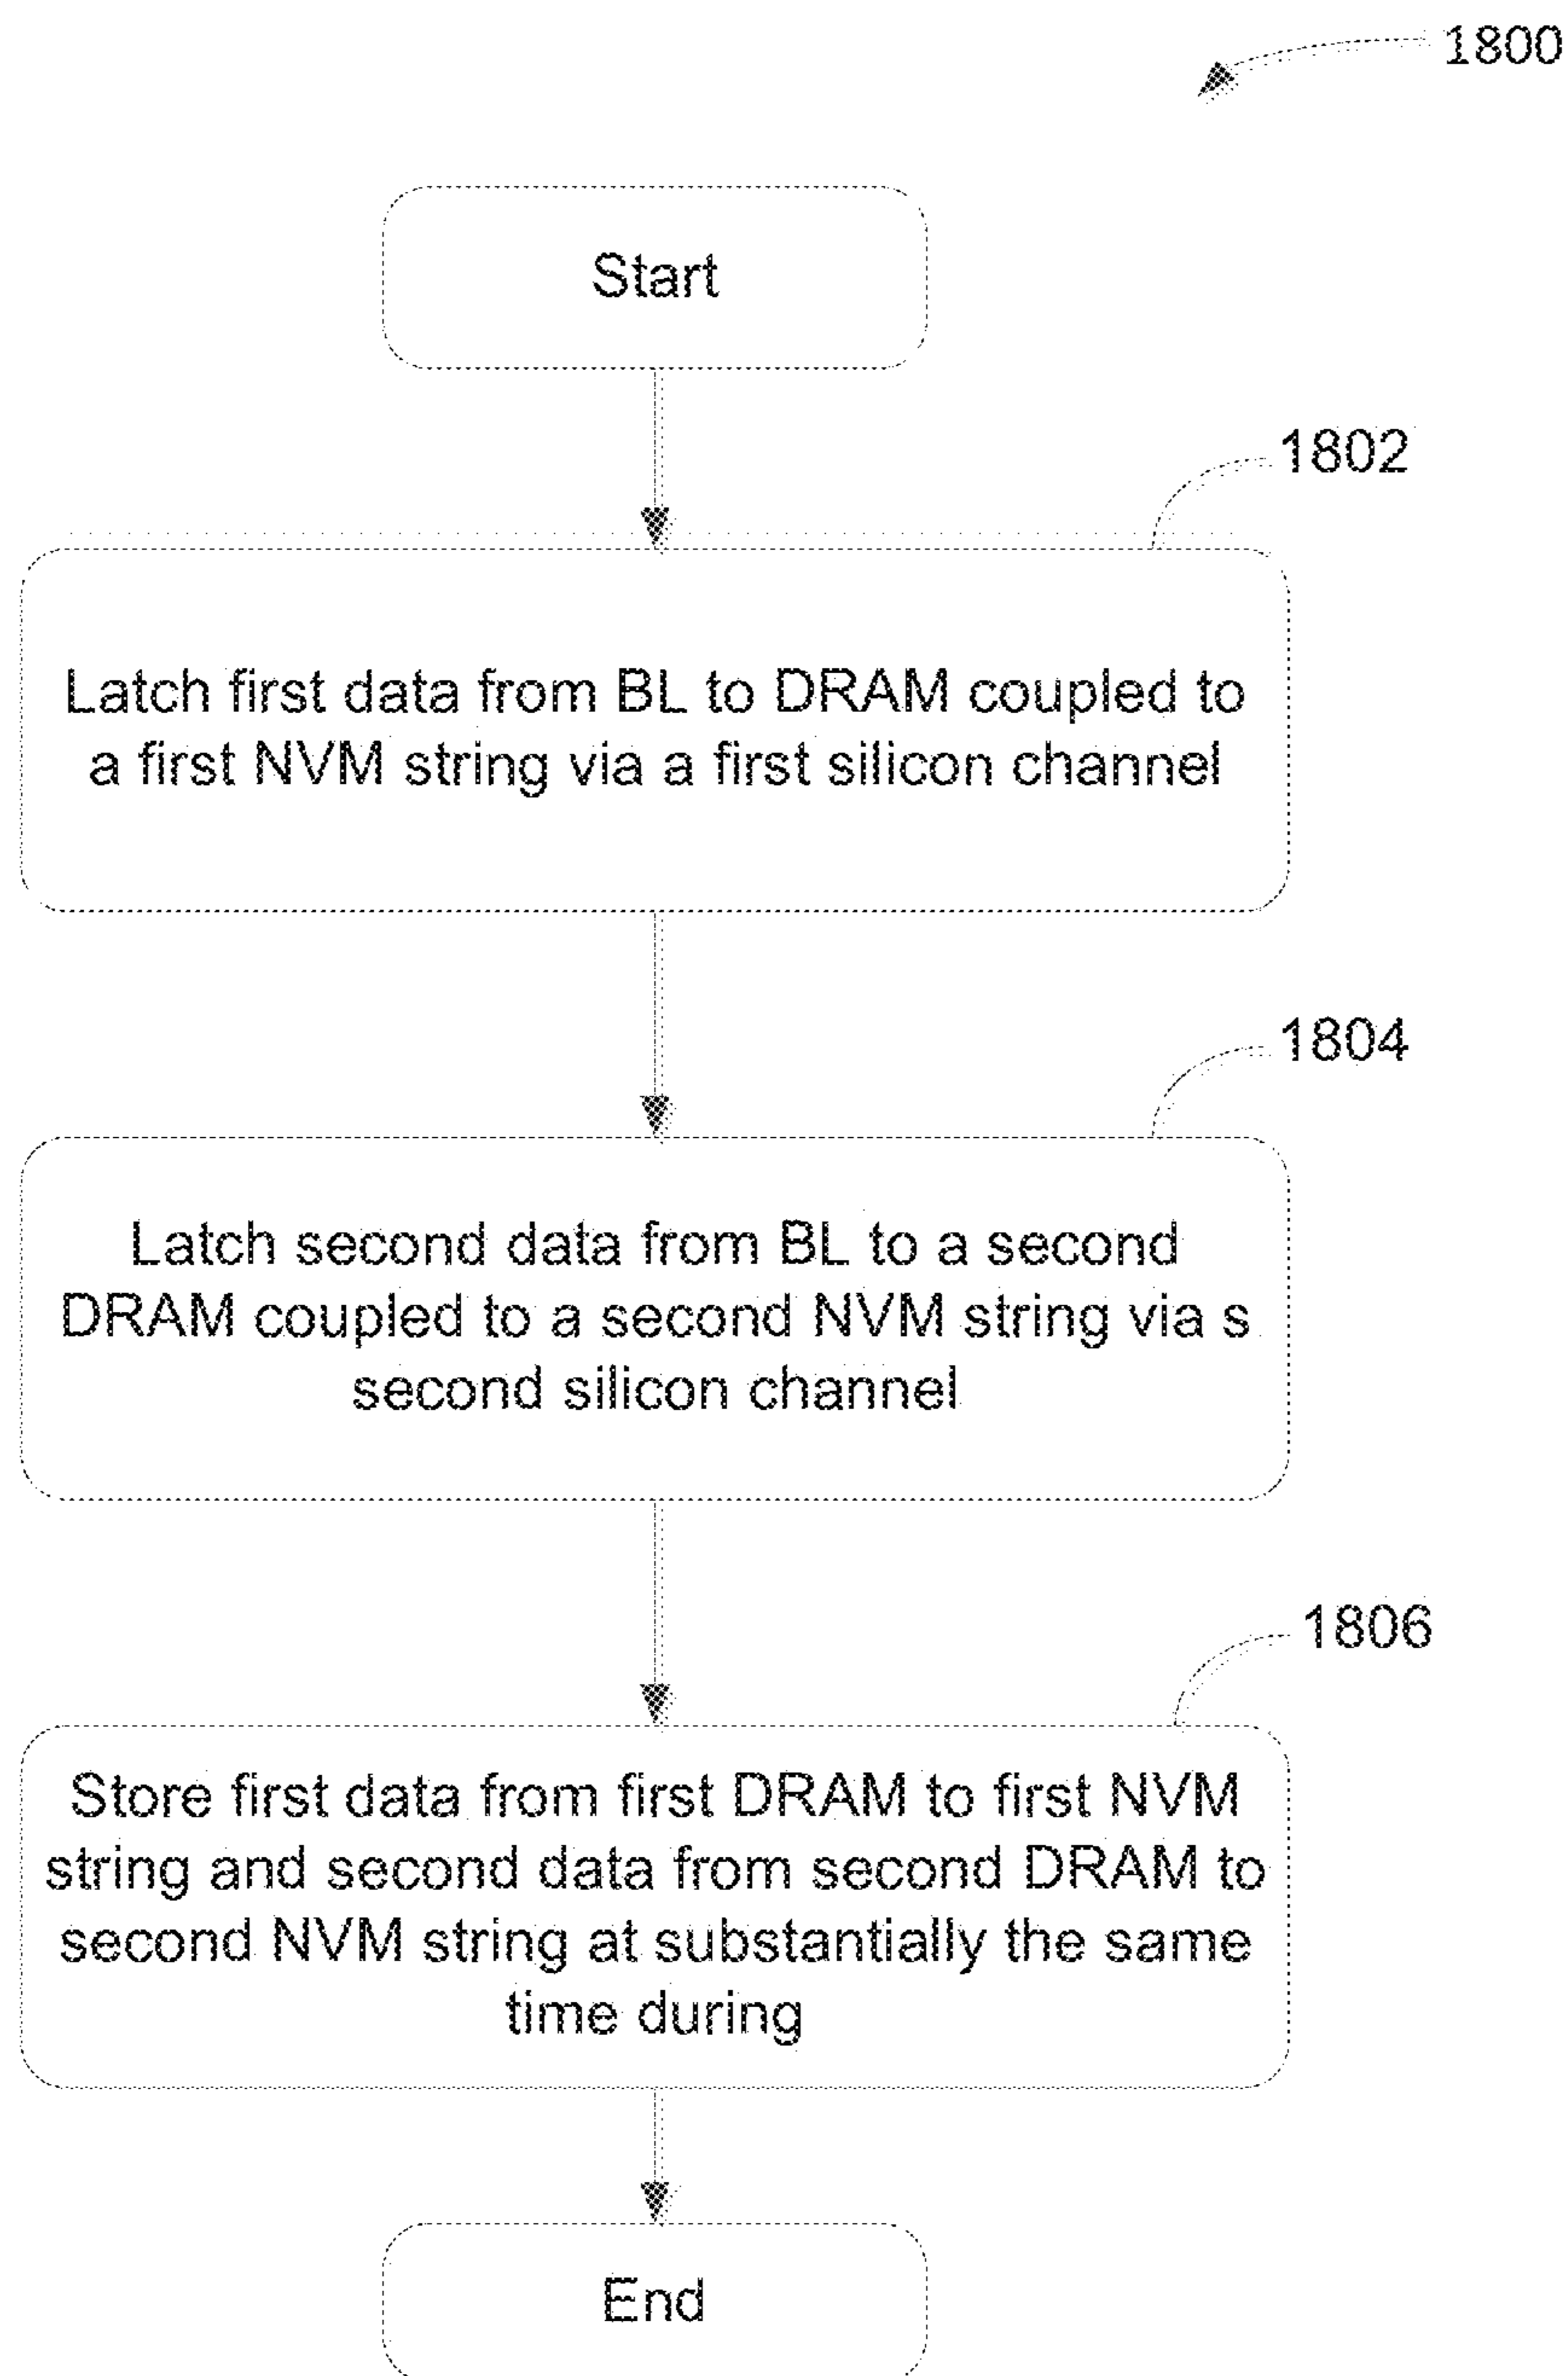 1800
Start
1802
Latch first data from BL to DRAM coupled to
a first NVM string via a first silicon channel
1804
Latch second data from BL to a second
DRAM coupled to a second NVM string via s
second silicon channel
1806
Store first data from first DRAM to first NVM
string and second data from second DRAM to
second NVM string at substantially the same
time during
End